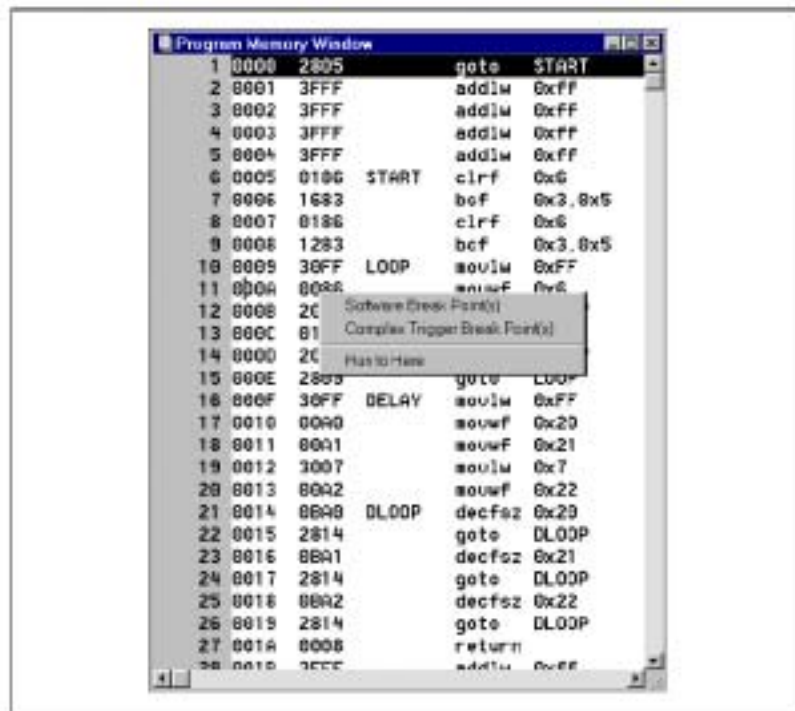 Program Memory Window
1 0000 2805 goto START
2 0001 3FFF addlw 0xff
3 0002 3FFF addlw 0xff
4 0003 3FFF addlw 0xff
5 0004 3FFF addlw 0xff
6 0005 0186 START clrf 0x6
7 0006 1683 bsf 0x3,0x5
8 0007 0186 clrf 0x6
9 0008 1283 bcf 0x3,0x5
10 0009 30FF LOOP movlw 0xFF
11 000A 0086 movwf 0x6
12 000B
Software Break Point(s)
13 000C
Complex Trigger Break Point(s)
14 000D
Run to Here
15 000E 2809 goto LOOP
16 000F 30FF DELAY movlw 0xFF
17 0010 00A0 movwf 0x20
18 0011 00A1 movwf 0x21
19 0012 3007 movlw 0x7
20 0013 00A2 movwf 0x22
21 0014 0BA0 DLOOP decfsz 0x20
22 0015 2814 goto DLOOP
23 0016 0BA1 decfsz 0x21
24 0017 2814 goto DLOOP
25 0018 0BA2 decfsz 0x22
26 0019 2814 goto DLOOP
27 001A 0008 return
28 001B 3FFF addlw 0xff